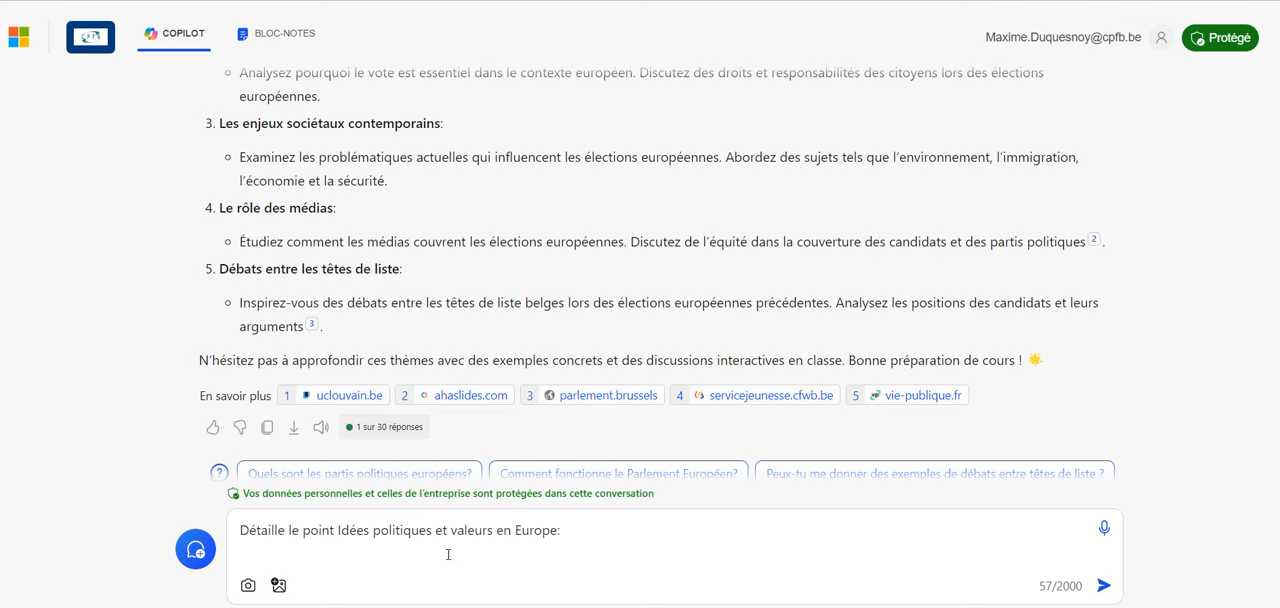 COPILOT
BLOC-NOTES
Maxime.Duquesnoy@cpfb.be
Protégé
Analysez pourquoi le vote est essentiel dans le contexte européen. Discutez des droits et responsabilités des citoyens lors des élections
européennes.
3. Les enjeux sociétaux contemporains:
Examinez les problématiques actuelles qui influencent les élections européennes. Abordez des sujets tels que l'environnement, l'immigration,
l'économie et la sécurité.
4. Le rôle des médias:
Étudiez comment les médias couvrent les élections européennes. Discutez de l'équité dans la couverture des candidats et des partis politiques 2 .
5. Débats entre les têtes de liste:
Inspirez-vous des débats entre les têtes de liste belges lors des élections européennes précédentes. Analysez les positions des candidats et leurs
arguments 3 .
N'hésitez pas à approfondir ces thèmes avec des exemples concrets et des discussions interactives en classe. Bonne préparation de cours ! 🌟
En savoir plus 1 uclouvain.be 2 ahaslides.com 3 parlement.brussels 4 servicejeunesse.cfwb.be 5 vie-publique.fr
1 sur 30 réponses
Quels sont les partis politiques européens? Comment fonctionne le Parlement Européen? Peux-tu me donner des exemples de débats entre têtes de liste ?
Vos données personnelles et celles de l'entreprise sont protégées dans cette conversation
Détaille le point Idées politiques et valeurs en Europe:
57/2000